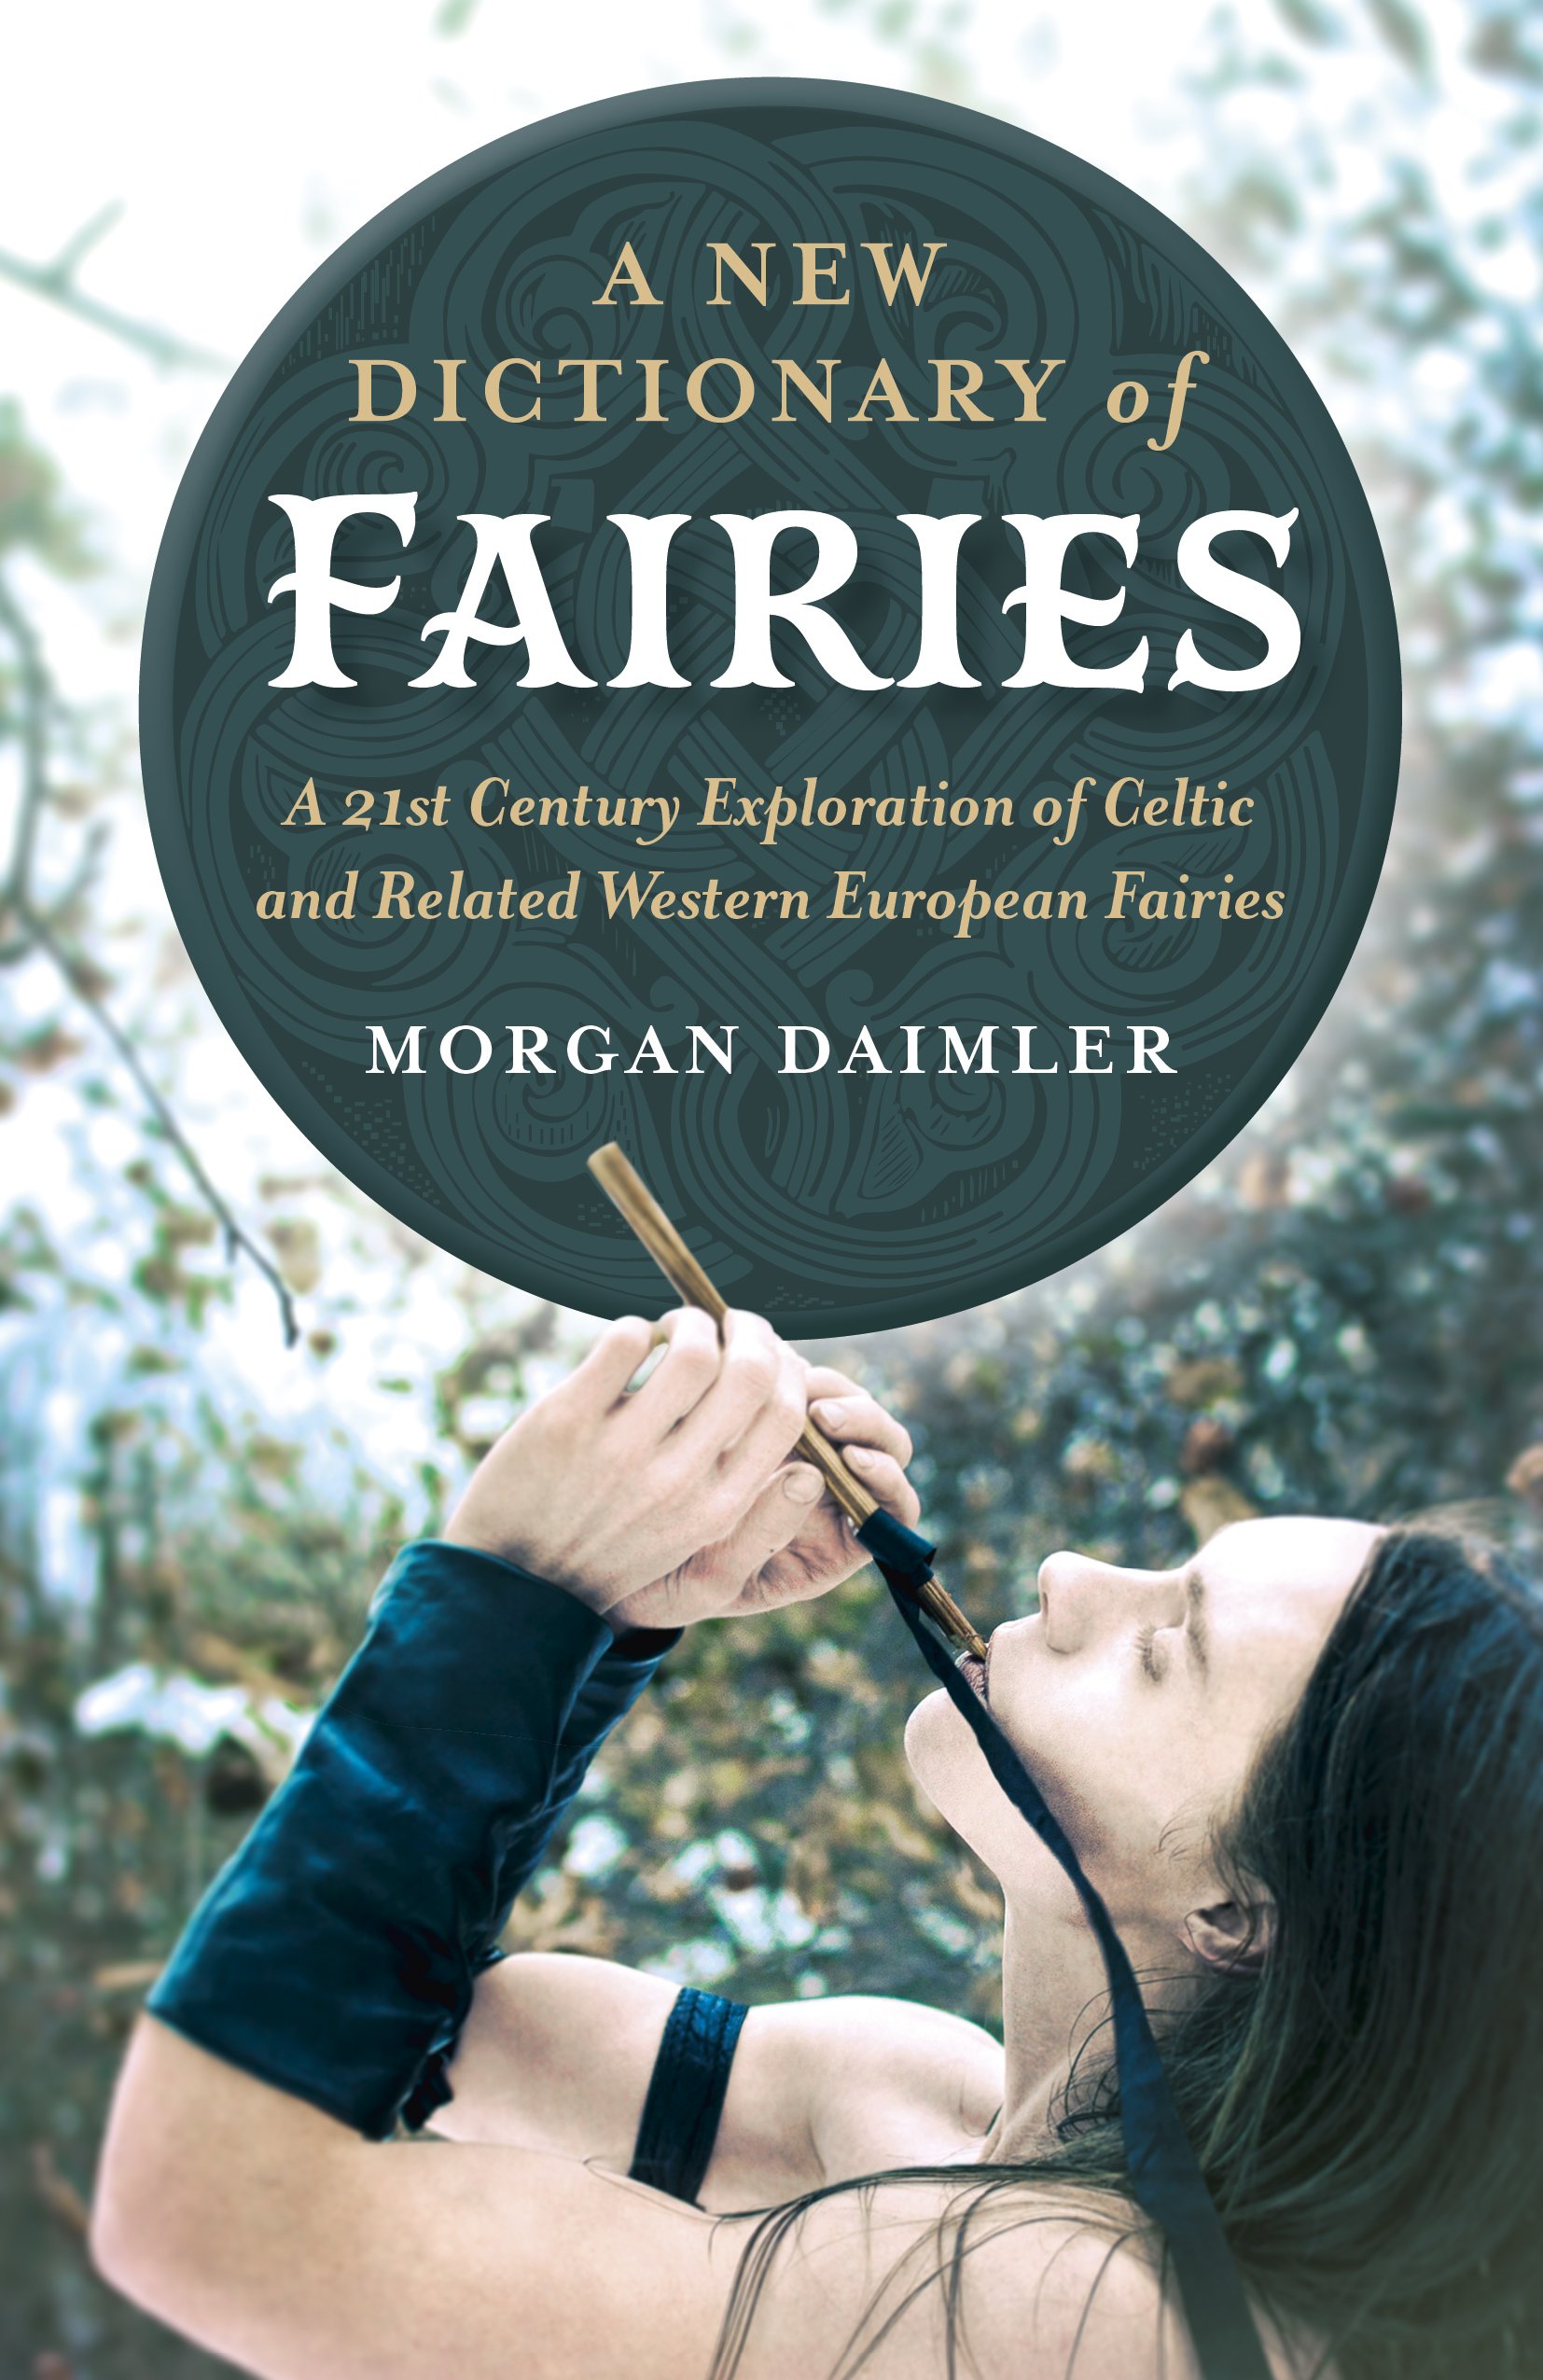 A NEW
DICTIONARY of
FAIRIES
A 21st Century Exploration of Celtic
and Related Western European Fairies
MORGAN DAIMLER